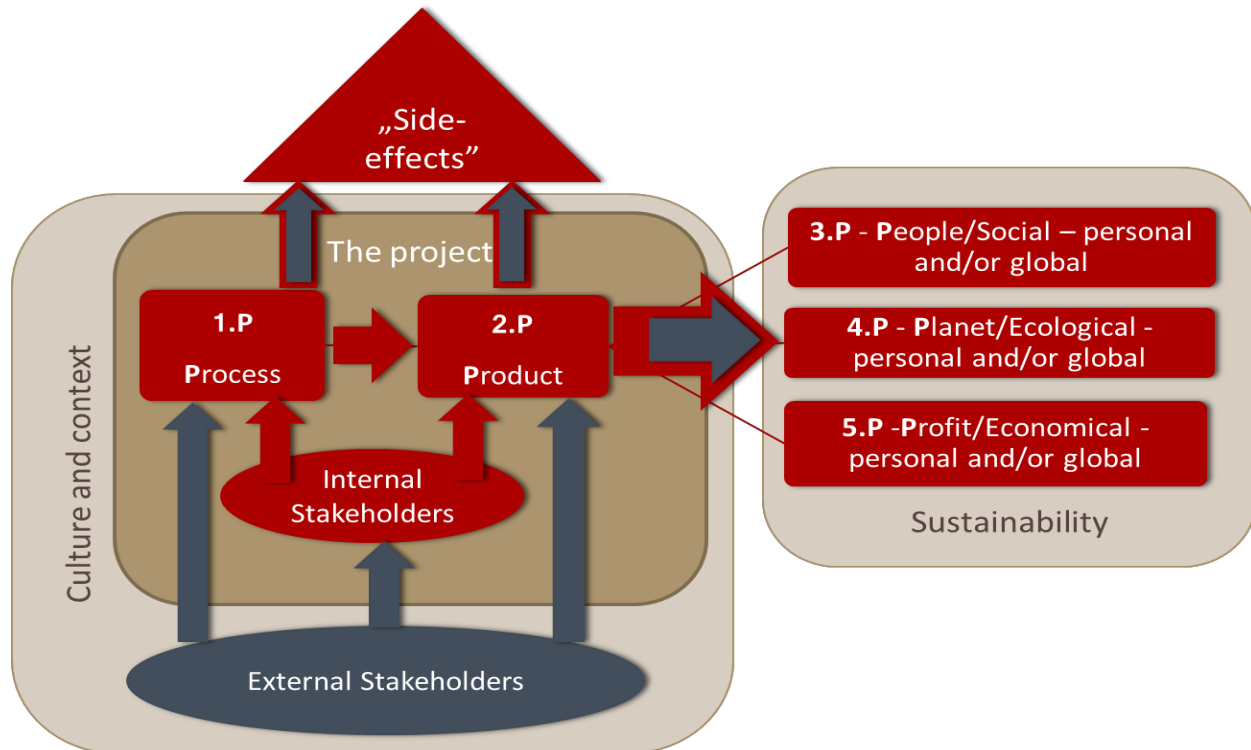 „Side-
effects”
The project
1.P
Process
2.P
Product
Internal
Stakeholders
External Stakeholders
Culture and context
3.P - People/Social – personal
and/or global
4.P - Planet/Ecological -
personal and/or global
5.P -Profit/Economical -
personal and/or global
Sustainability